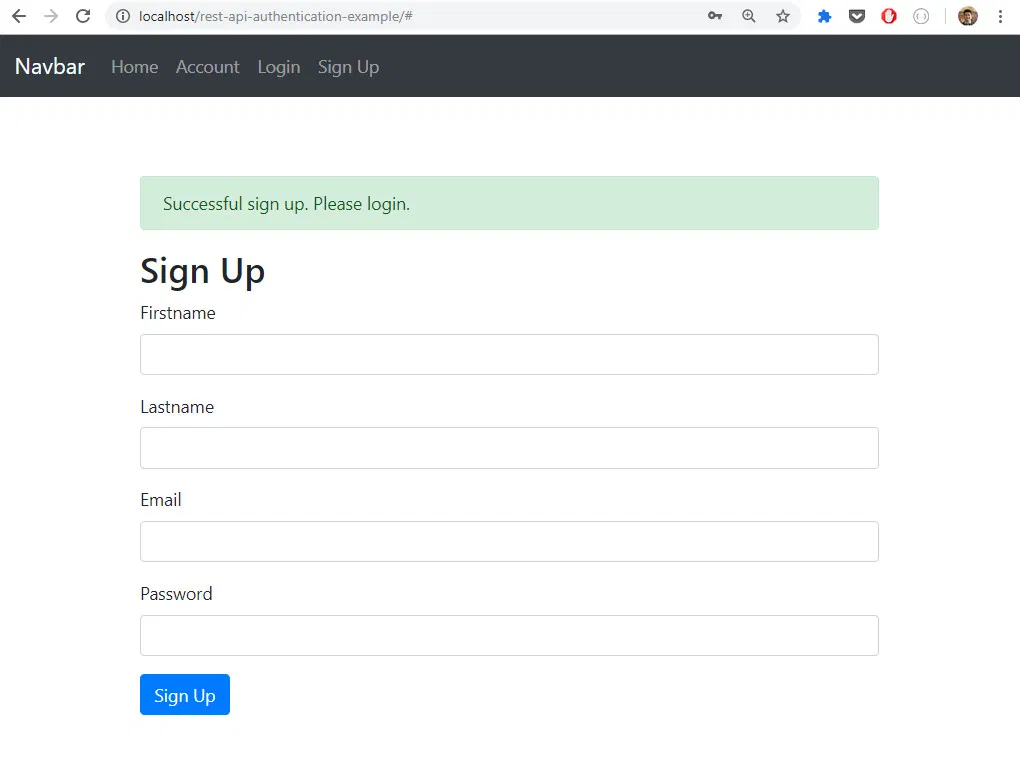 localhost/rest-api-authentication-example/#
Navbar Home Account Login Sign Up
Successful sign up. Please login.
Sign Up
Firstname
Lastname
Email
Password
Sign Up